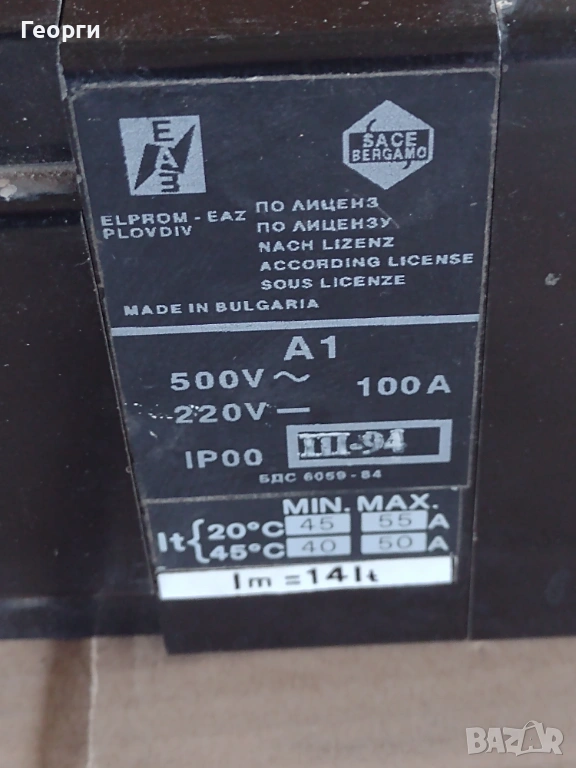 Георги
EAZ
SACE
BERGAMO
ELPROM - EAZ
PLOVDIV
ПО ЛИЦЕНЗ
ПО ЛИЦЕНЗУ
NACH LIZENZ
ACCORDING LICENSE
SOUS LICENZE
MADE IN BULGARIA
A1
500V ~ 100A
220V —
IP00 III-94
БДС 6059-84
MIN. MAX.
It { 20°C 45 55 A
45°C 40 50 A
Im = 14It
BAZAR